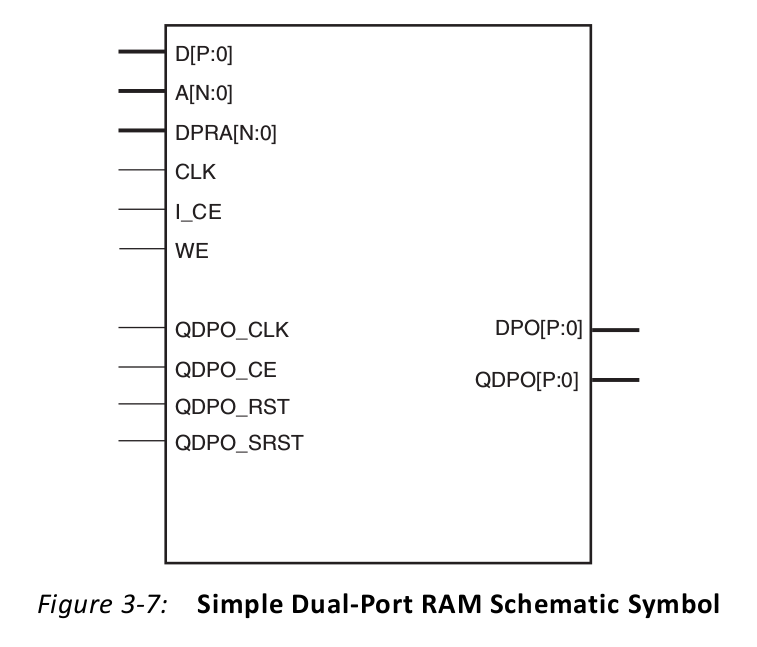 D[P:0]
A[N:0]
DPRA[N:0]
CLK
I_CE
WE
QDPO_CLK
DPO[P:0]
QDPO_CE
QDPO[P:0]
QDPO_RST
QDPO_SRST
Figure 3-7: Simple Dual-Port RAM Schematic Symbol